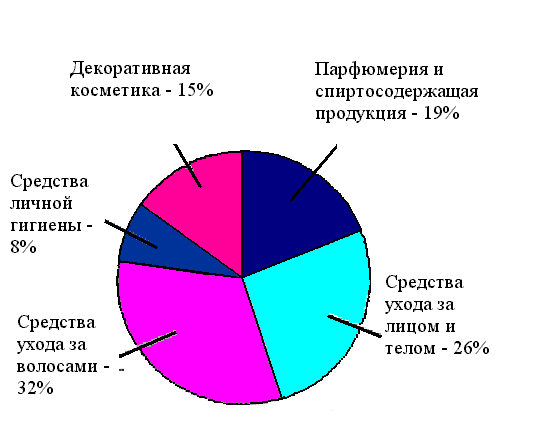 Декоративная
косметика - 15%
Парфюмерия и
спиртосодержащая
продукция - 19%
Средства
личной
гигиены -
8%
Средства
ухода за
лицом и
телом - 26%
Средства
ухода за
волосами -
32%